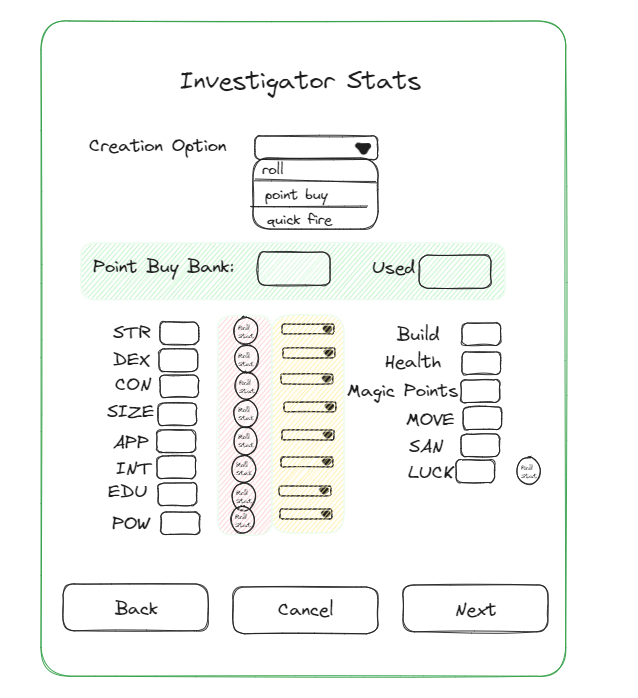 Investigator Stats
Creation Option
roll
point buy
quick fire
Point Buy Bank:
Used
STR
Roll Stat
DEX
Roll Stat
CON
Roll Stat
SIZE
Roll Stat
APP
Roll Stat
INT
Roll Stat
EDU
Roll Stat
POW
Roll Stat
Build
Health
Magic Points
MOVE
SAN
LUCK
Roll Stat
Back
Cancel
Next